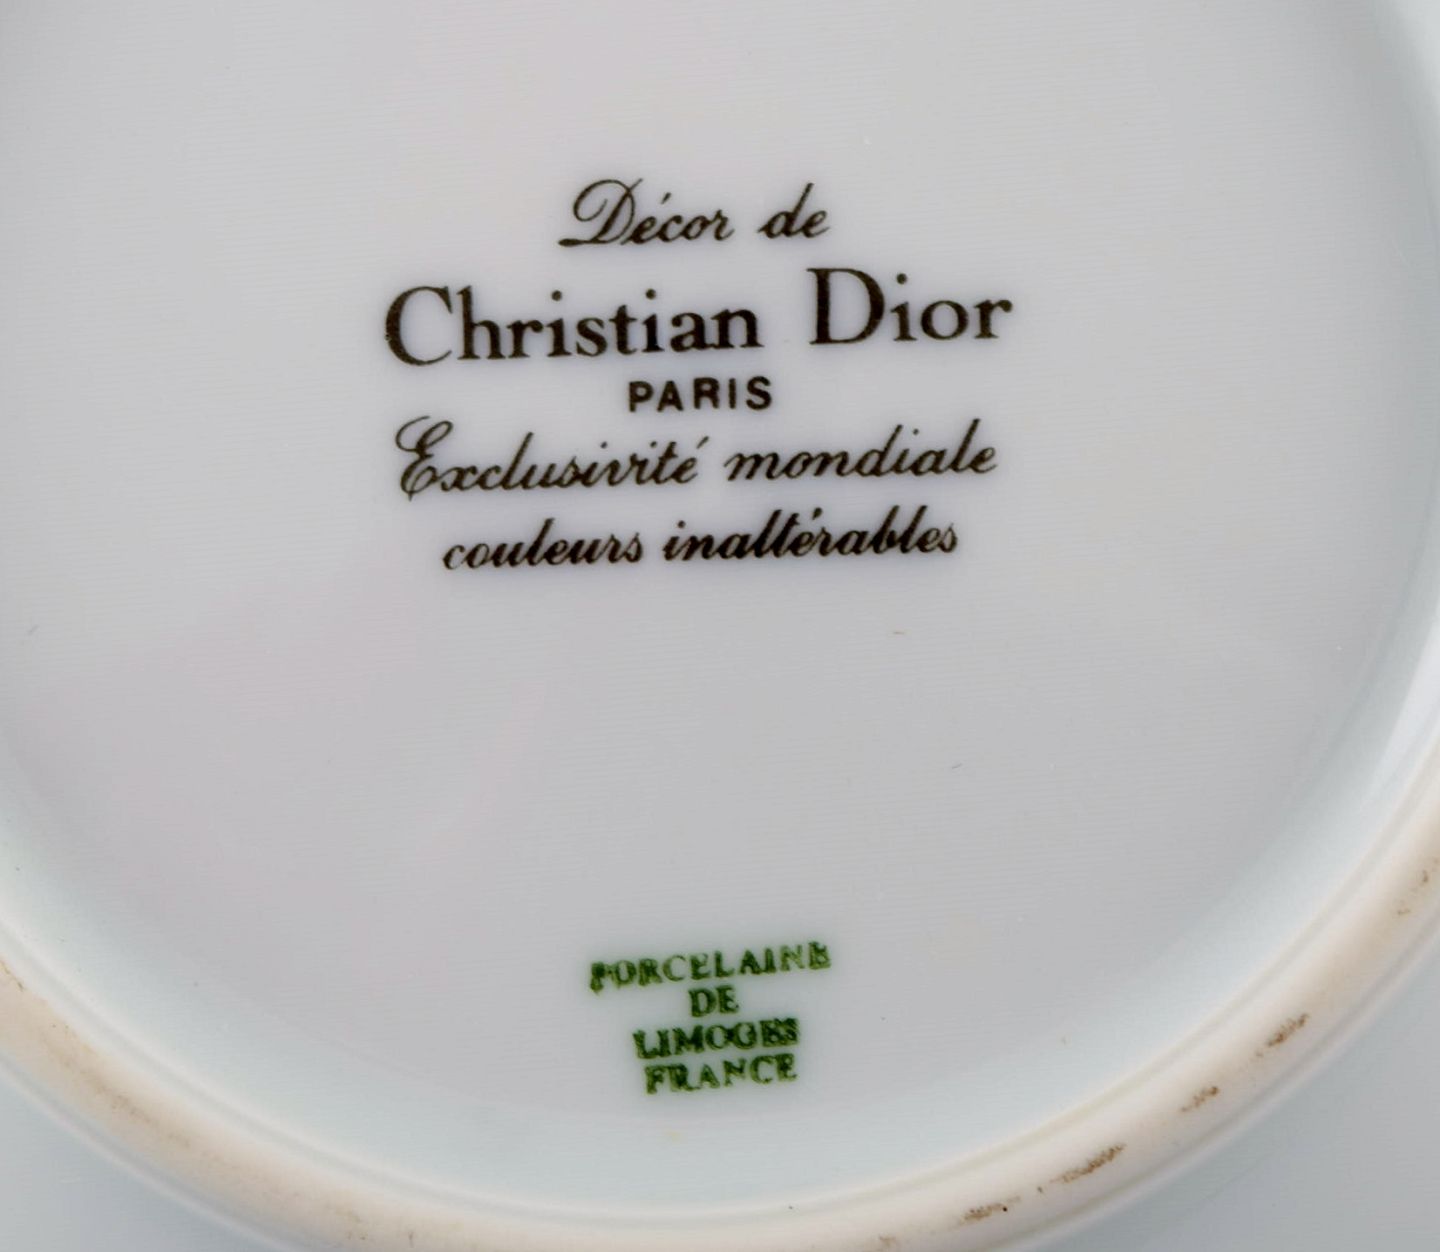 Décor de
Christian Dior
PARIS
Exclusivité mondiale
couleurs inaltérables
PORCELAINE
DE
LIMOGES
FRANCE